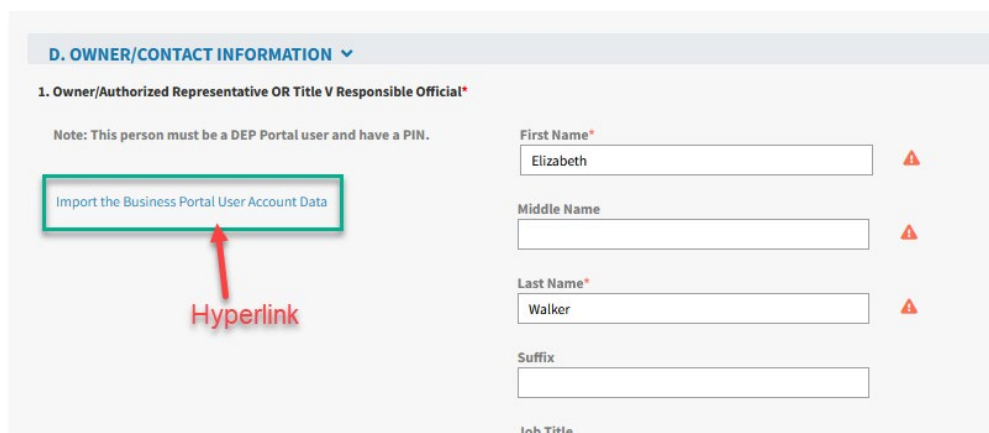 D. OWNER/CONTACT INFORMATION
1. Owner/Authorized Representative OR Title V Responsible Official*
Note: This person must be a DEP Portal user and have a PIN.
First Name*
Elizabeth
Import the Business Portal User Account Data
Middle Name
Hyperlink
Last Name*
Walker
Suffix
Job Title